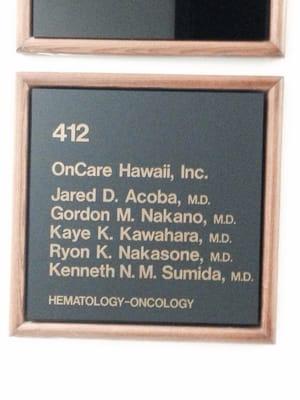 412
OnCare Hawaii, Inc.
Jared D. Acoba, M.D.
Gordon M. Nakano, M.D.
Kaye K. Kawahara, M.D.
Ryon K. Nakasone, M.D.
Kenneth N. M. Sumida, M.D.
HEMATOLOGY-ONCOLOGY